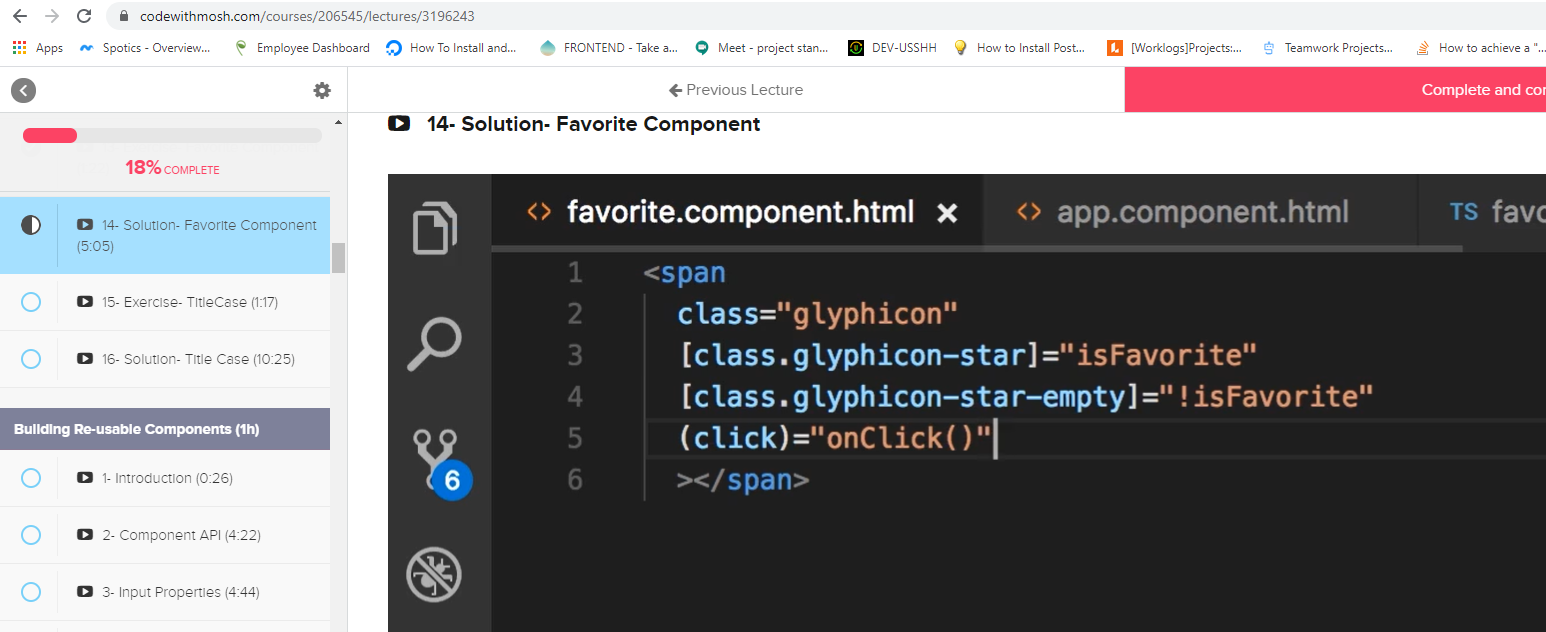 codewithmosh.com/courses/206545/lectures/3196243
Apps Spotics - Overview... Employee Dashboard How To Install and... FRONTEND - Take a... Meet - project stan... DEV-USSHH How to Install Post... [Worklogs]Projects:... Teamwork Projects... How to achieve a "...
Previous Lecture
Complete and con
18% COMPLETE
14- Solution- Favorite Component
(5:05)
15- Exercise- TitleCase (1:17)
16- Solution- Title Case (10:25)
Building Re-usable Components (1h)
1- Introduction (0:26)
2- Component API (4:22)
3- Input Properties (4:44)
14- Solution- Favorite Component
favorite.component.html app.component.html TS favo
1 <span
2 class="glyphicon"
3 [class.glyphicon-star]="isFavorite"
4 [class.glyphicon-star-empty]="!isFavorite"
5 (click)="onClick()"
6 ></span>
6